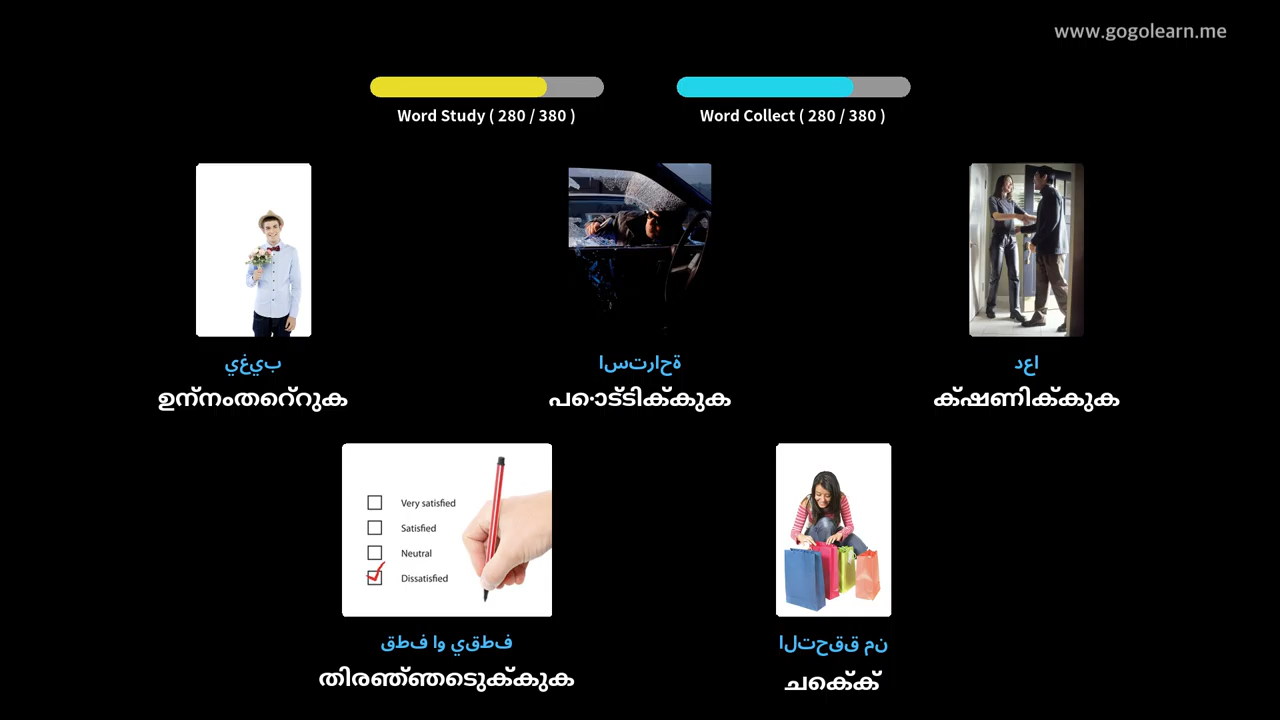 www.gogolearn.me
Word Study ( 280 / 380 )
Word Collect ( 280 / 380 )
يغيب
ഉന്നംതെറ്റുക
استراحة
പൊട്ടിക്കുക
دعا
ക്ഷണിക്കുക
Very satisfied
Satisfied
Neutral
Dissatisfied
قطف او يقطف
തിരഞ്ഞെടുക്കുക
التحقق من
ചെക്ക്